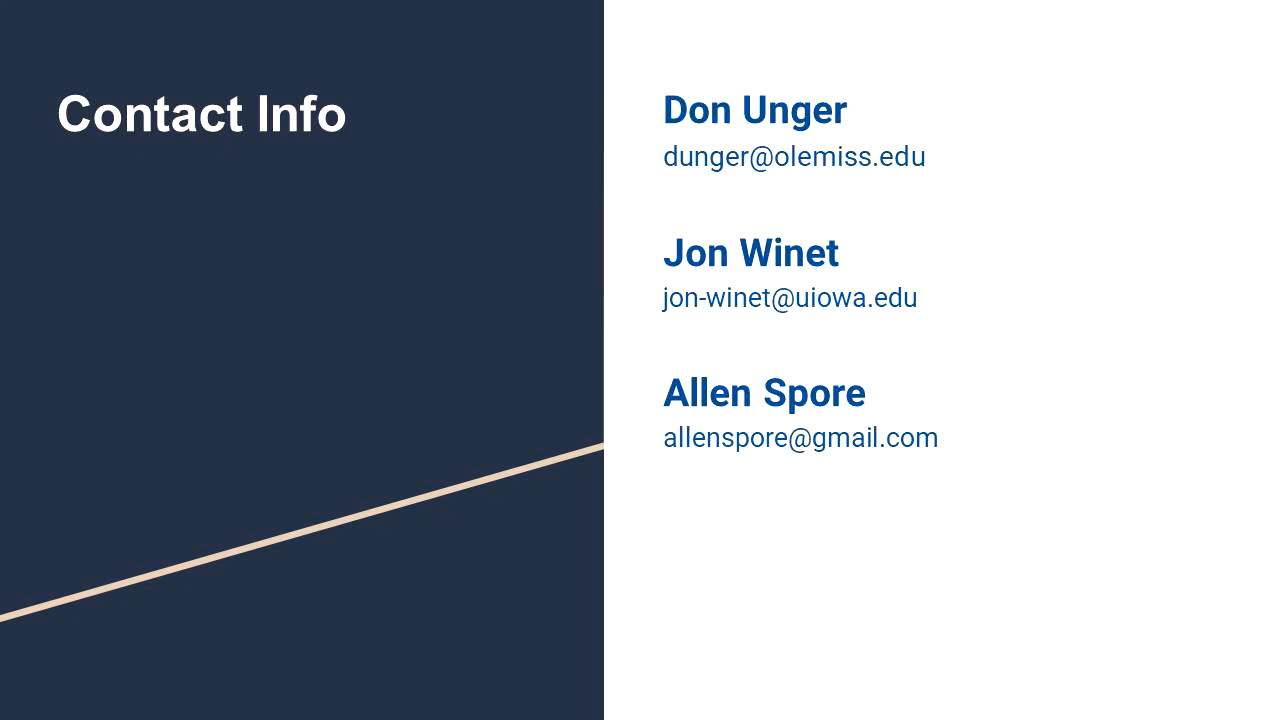 Contact Info
Don Unger
dunger@olemiss.edu
Jon Winet
jon-winet@uiowa.edu
Allen Spore
allenspore@gmail.com